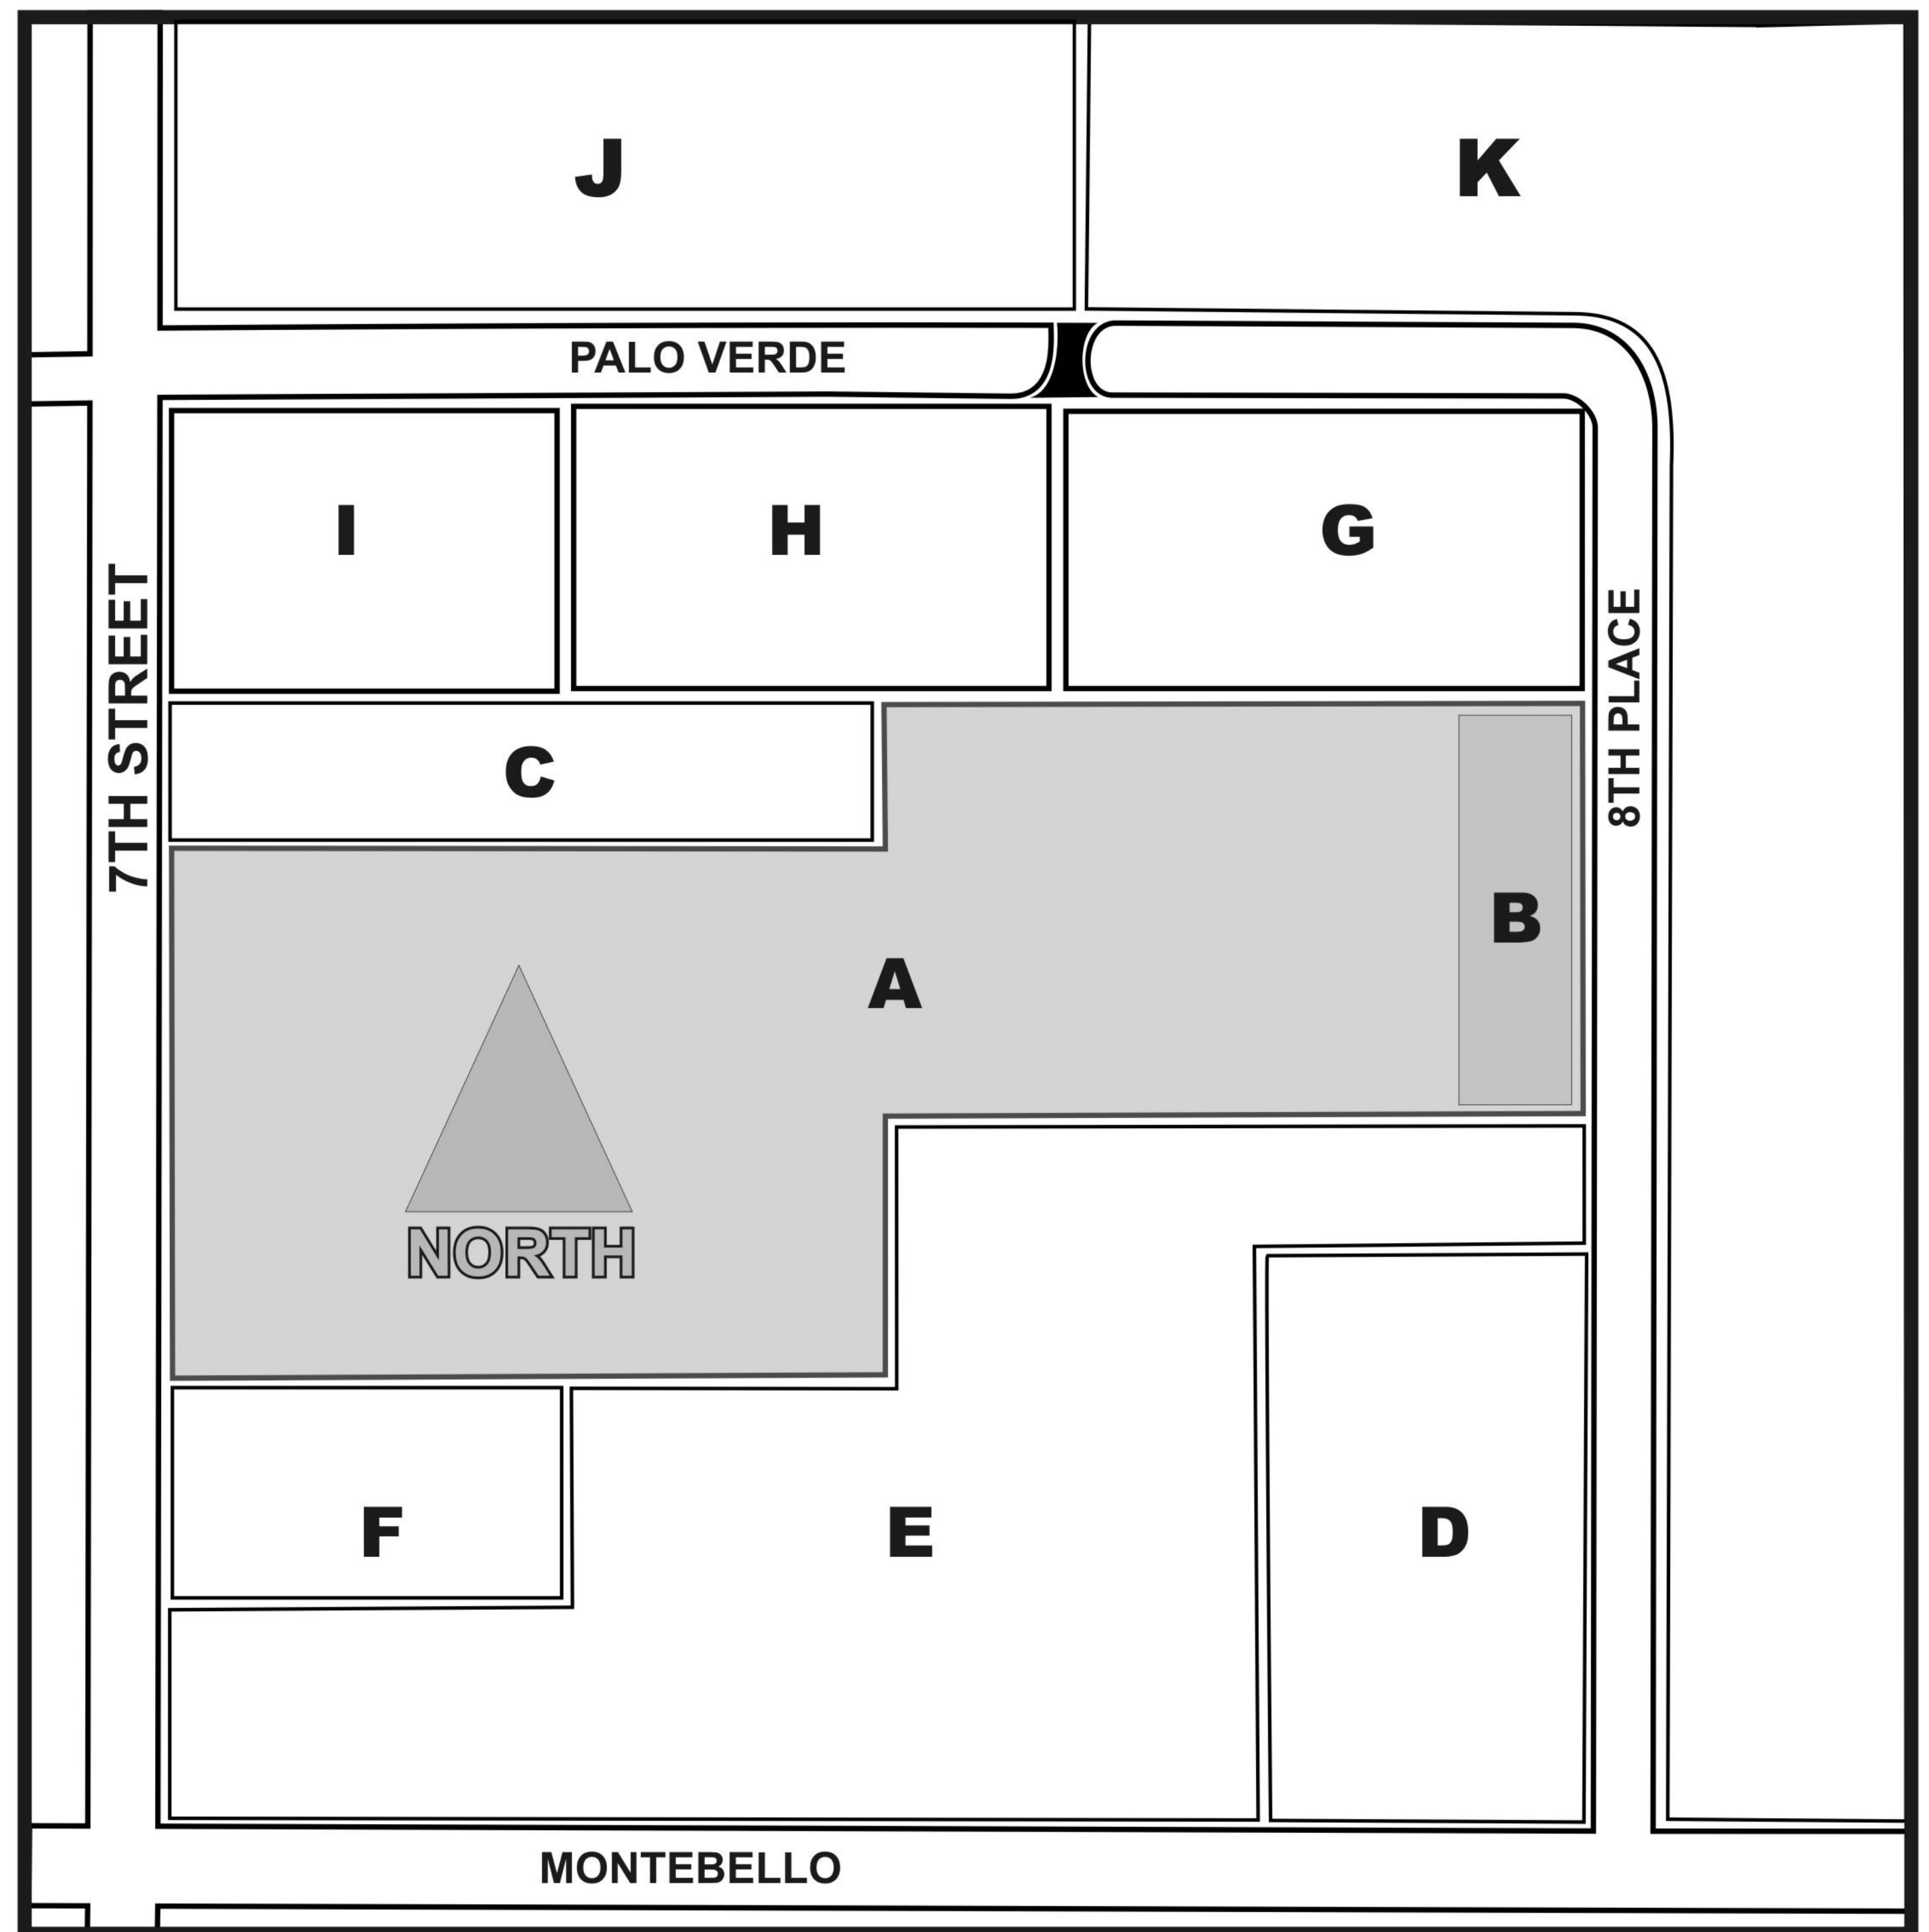 J
K
PALO VERDE
I
H
G
7TH STREET
8TH PLACE
C
B
A
NORTH
F
E
D
MONTEBELLO